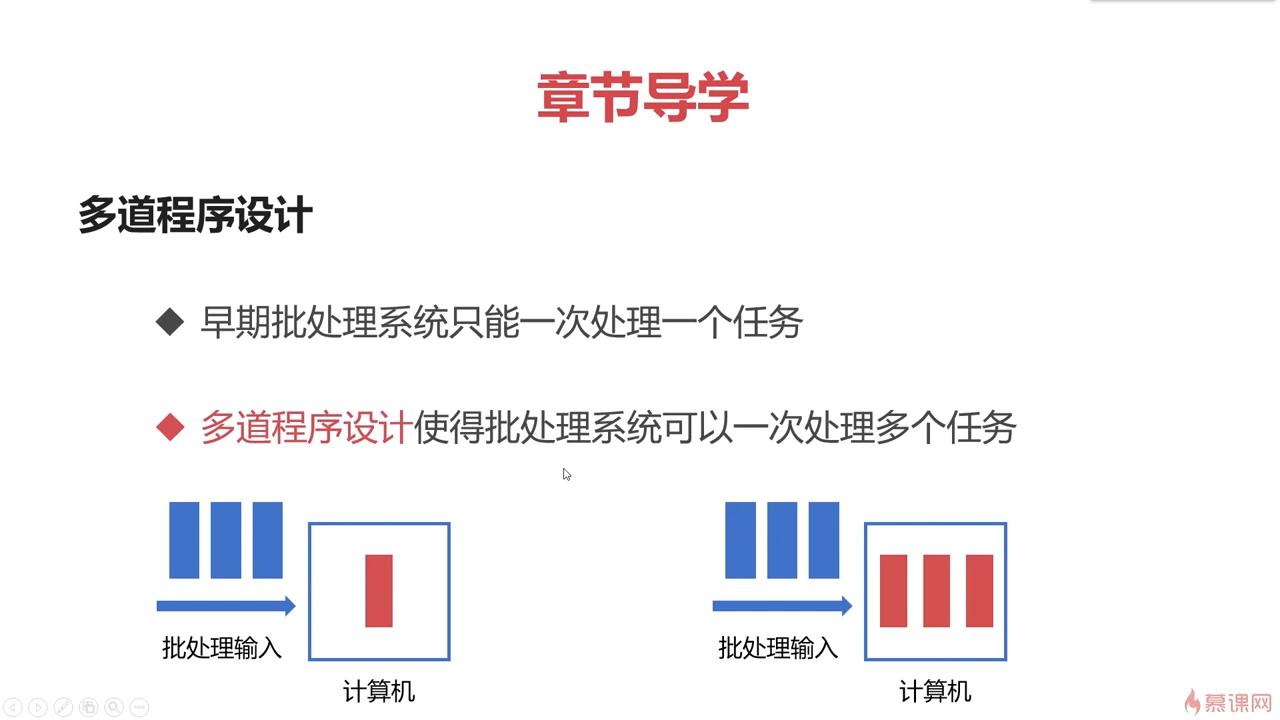 章节导学
多道程序设计
早期批处理系统只能一次处理一个任务
多道程序设计使得批处理系统可以一次处理多个任务
批处理输入
计算机
批处理输入
计算机
慕课网